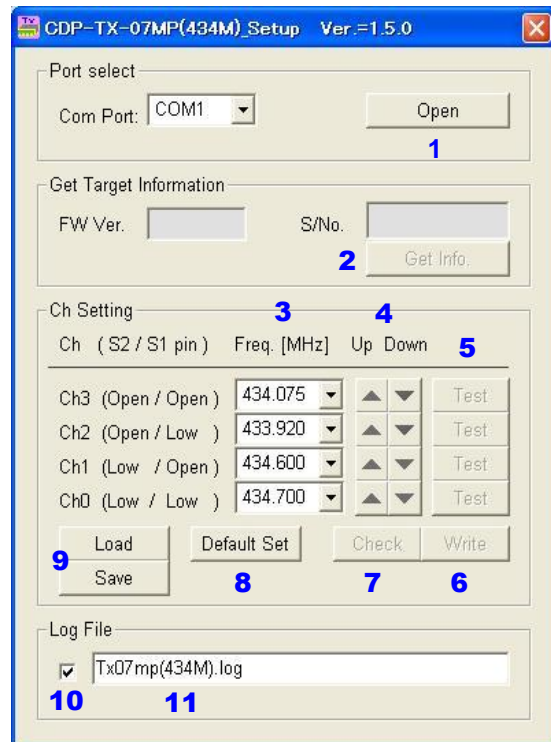 Tx CDP-TX-07MP(434M)_Setup Ver.=1.5.0
Port select
Com Port: COM1 Open
1
Get Target Information
FW Ver. S/No.
2 Get Info.
3 4
Ch Setting
Ch ( S2 / S1 pin ) Freq. [MHz] Up Down 5
Ch3 (Open / Open ) 434.075 Test
Ch2 (Open / Low ) 433.920 Test
Ch1 (Low / Open ) 434.600 Test
Ch0 (Low / Low ) 434.700 Test
Load Default Set Check Write
9
Save 8 7 6
Log File
Tx07mp(434M).log
10 11